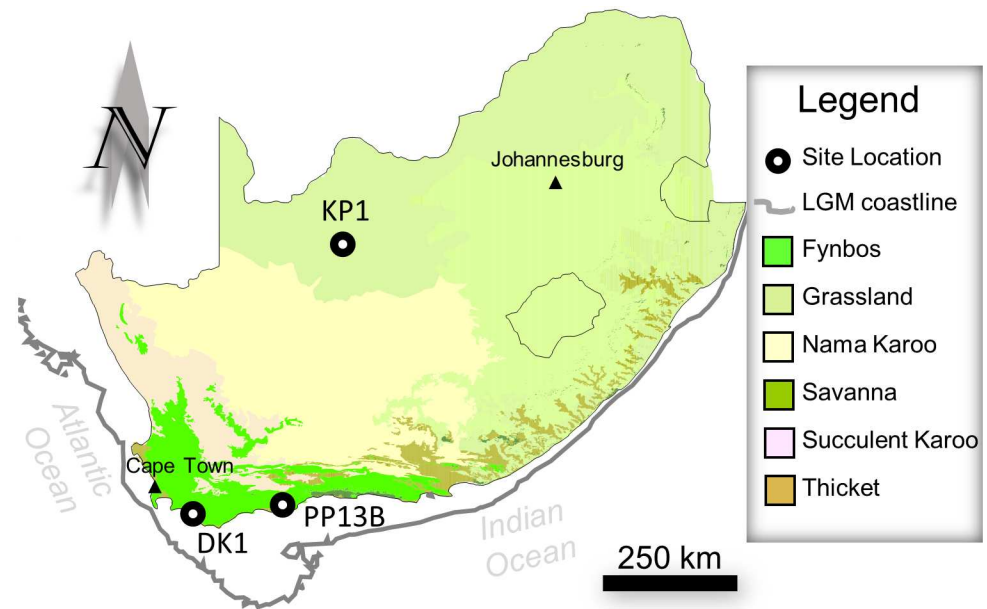 N
Johannesburg
KP1
Cape Town
DK1
PP13B
Atlantic
Ocean
Indian
Ocean
250 km
Legend
Site Location
LGM coastline
Fynbos
Grassland
Nama Karoo
Savanna
Succulent Karoo
Thicket